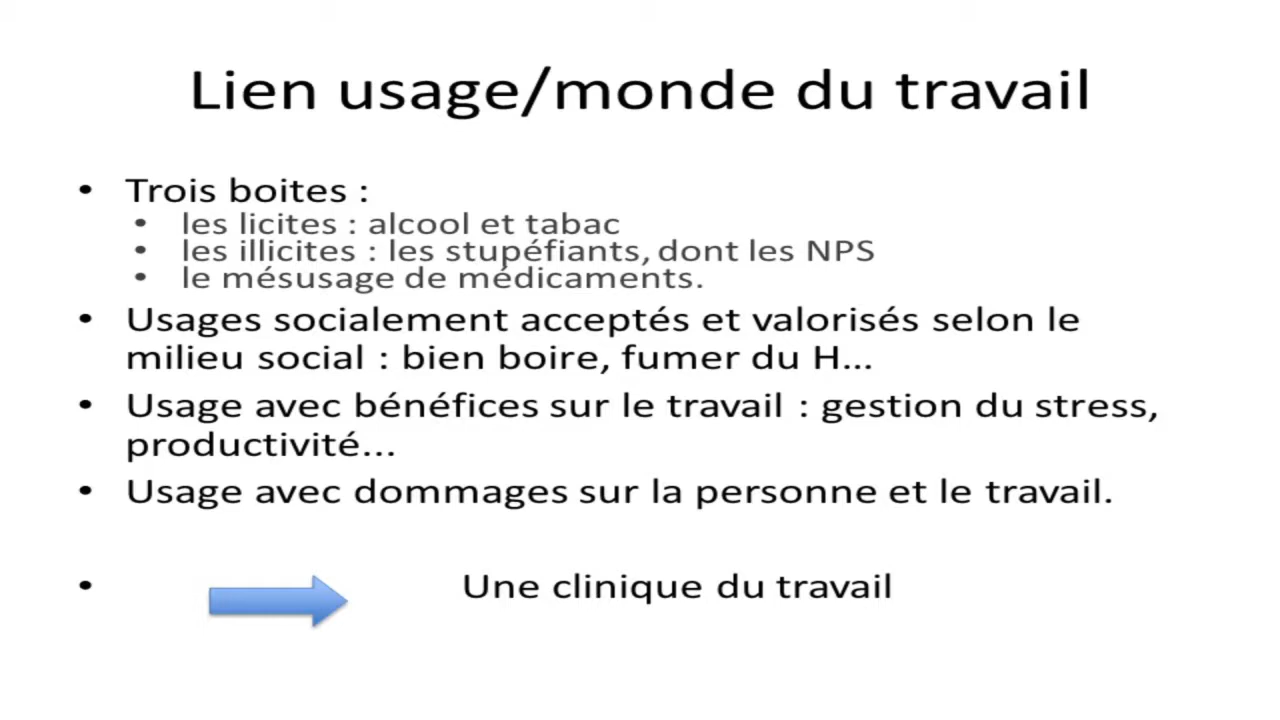 Lien usage/monde du travail
• Trois boites :
• les licites : alcool et tabac
• les illicites : les stupéfiants, dont les NPS
• le mésusage de médicaments.
• Usages socialement acceptés et valorisés selon le
milieu social : bien boire, fumer du H...
• Usage avec bénéfices sur le travail : gestion du stress,
productivité...
• Usage avec dommages sur la personne et le travail.
• Une clinique du travail